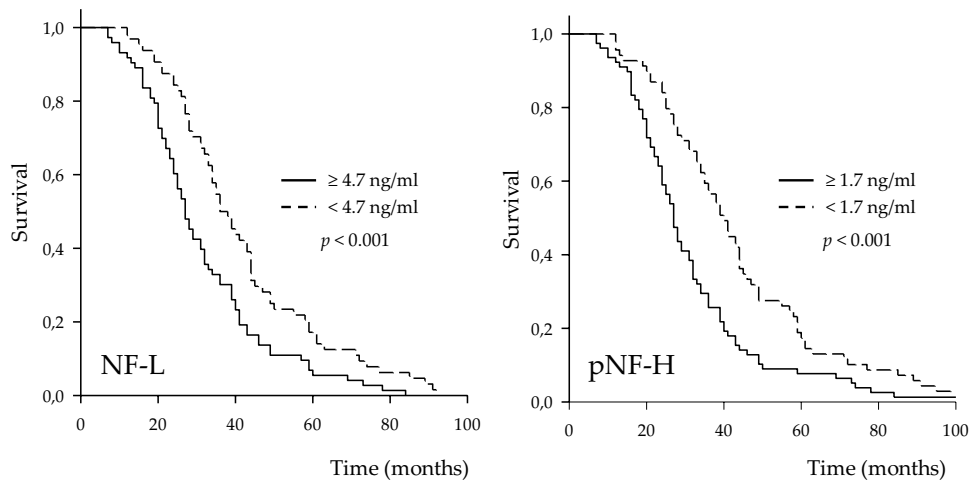 1,0
0,8
0,6
0,4
0,2
0,0
Survival
≥ 4.7 ng/ml
< 4.7 ng/ml
p < 0.001
NF-L
0 20 40 60 80 100
Time (months)
1,0
0,8
0,6
0,4
0,2
0,0
Survival
≥ 1.7 ng/ml
< 1.7 ng/ml
p < 0.001
pNF-H
0 20 40 60 80 100
Time (months)